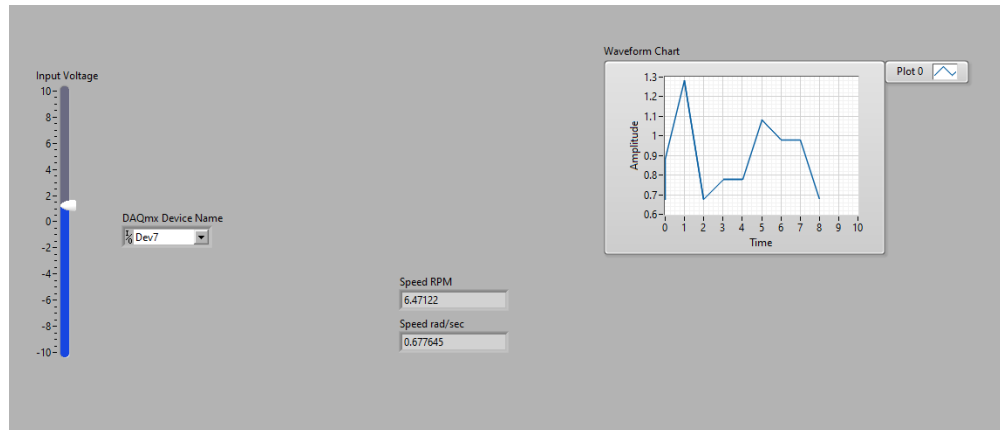 Waveform Chart
Plot 0
Input Voltage
10
8
6
4
2
0
-2
-4
-6
-8
-10
DAQmx Device Name
I/O Dev7
Speed RPM
6.47122
Speed rad/sec
0.677645
Amplitude
1.3
1.2
1.1
1
0.9
0.8
0.7
0.6
0 1 2 3 4 5 6 7 8 9 10
Time